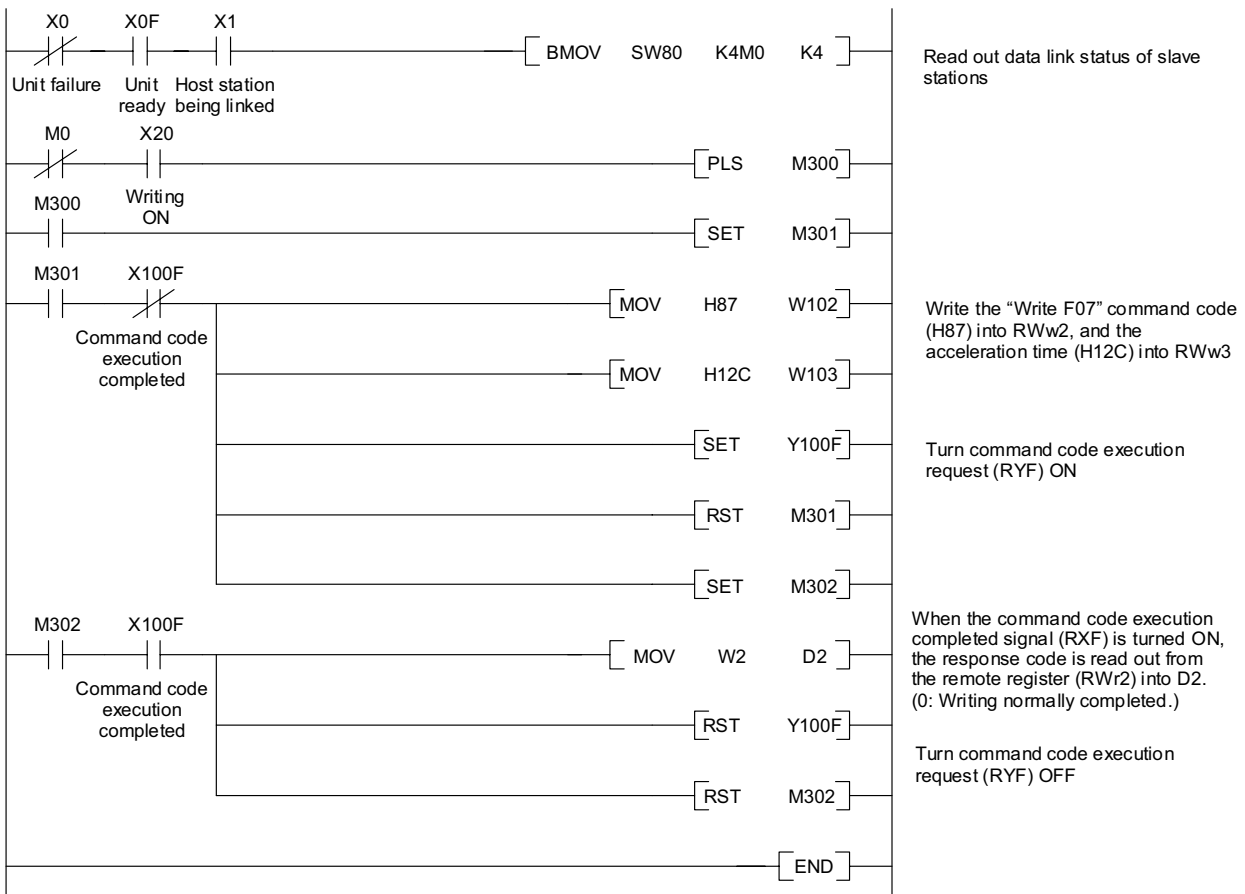 X0 X0F X1
BMOV SW80 K4M0 K4
Read out data link status of slave
stations
Unit failure Unit Host station
ready being linked
M0 X20
PLS M300
Writing
ON
M300
SET M301
M301 X100F
MOV H87 W102
Write the “Write F07” command code
(H87) into RWw2, and the
acceleration time (H12C) into RWw3
Command code
execution
completed
MOV H12C W103
SET Y100F
Turn command code execution
request (RYF) ON
RST M301
SET M302
M302 X100F
MOV W2 D2
When the command code execution
completed signal (RXF) is turned ON,
the response code is read out from
the remote register (RWr2) into D2.
(0: Writing normally completed.)
Command code
execution
completed
RST Y100F
Turn command code execution
request (RYF) OFF
RST M302
END